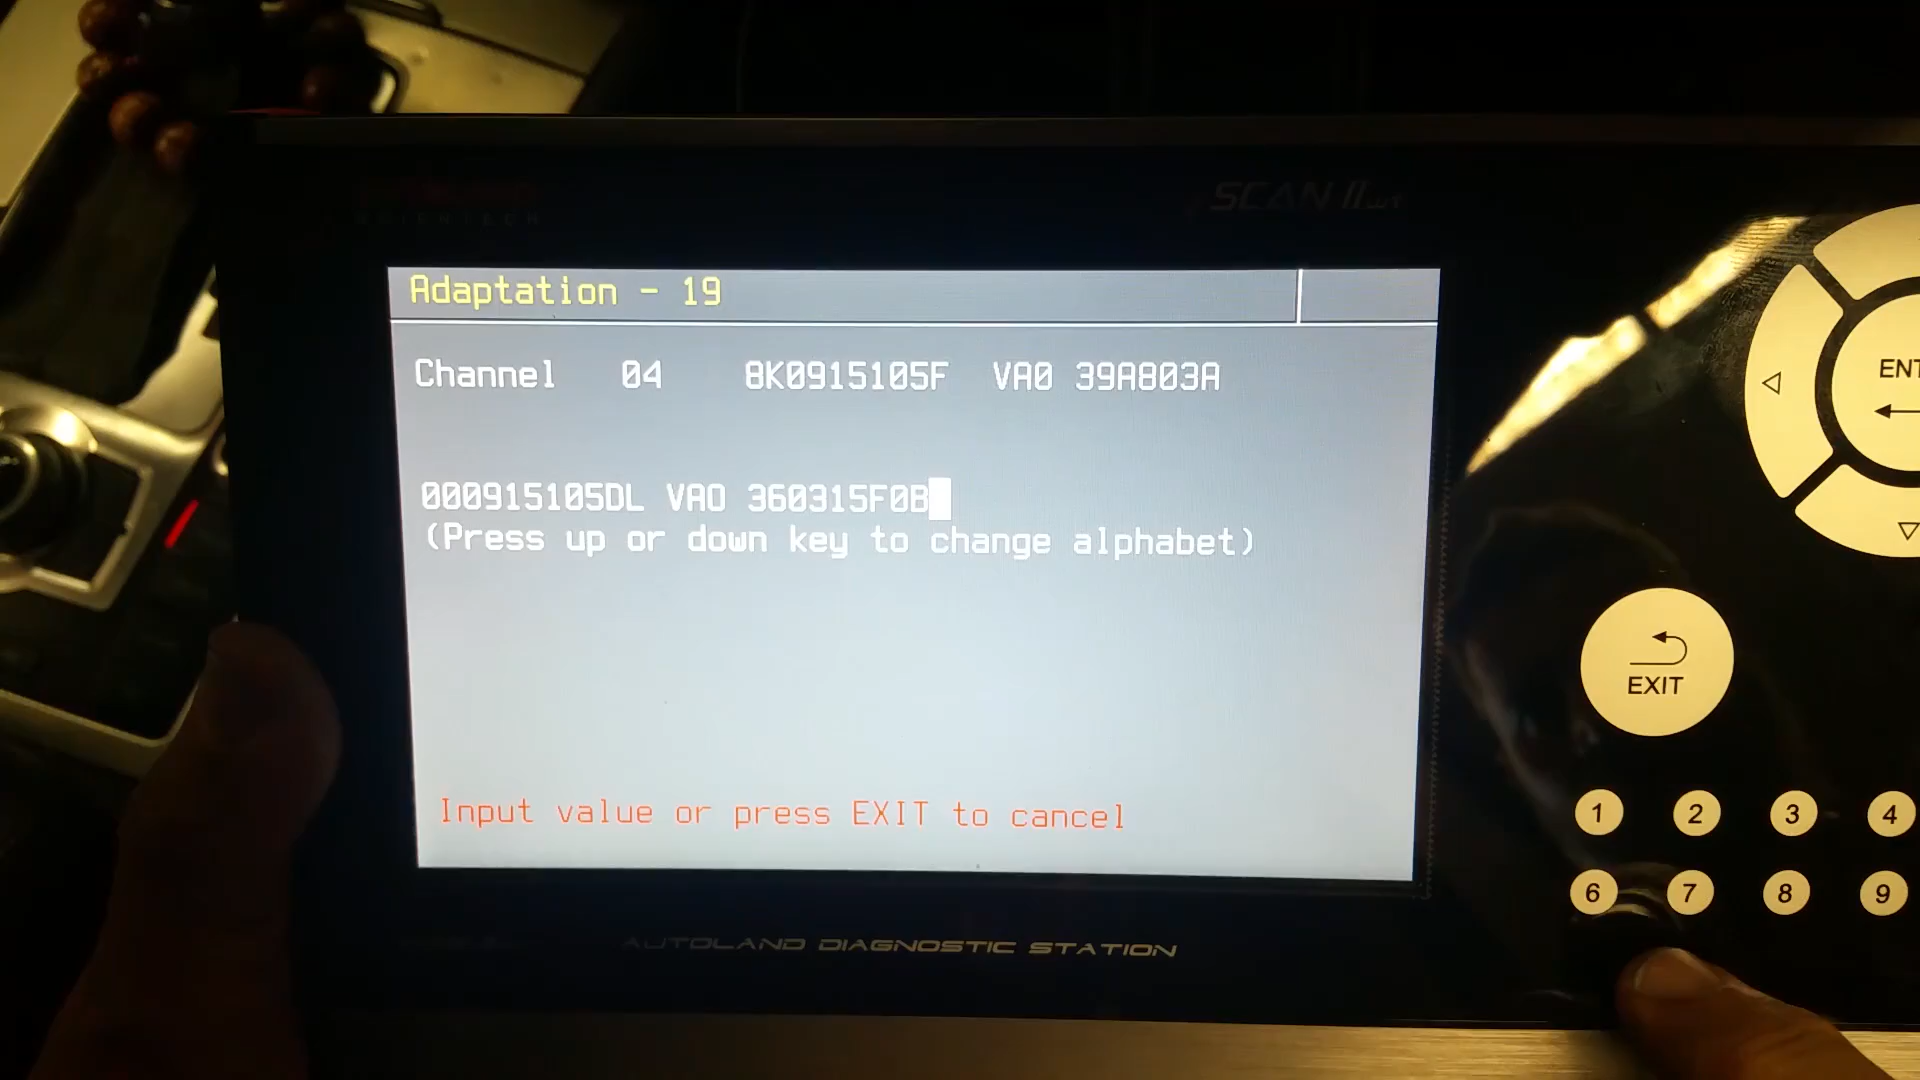 SCAN II WT
Adaptation - 19
Channel 04 8K0915105F VA0 39A803A
000915105DL VAO 360315F0B
(Press up or down key to change alphabet)
Input value or press EXIT to cancel
AUTOLAND DIAGNOSTIC STATION
ENT
EXIT
1 2 3 4
6 7 8 9